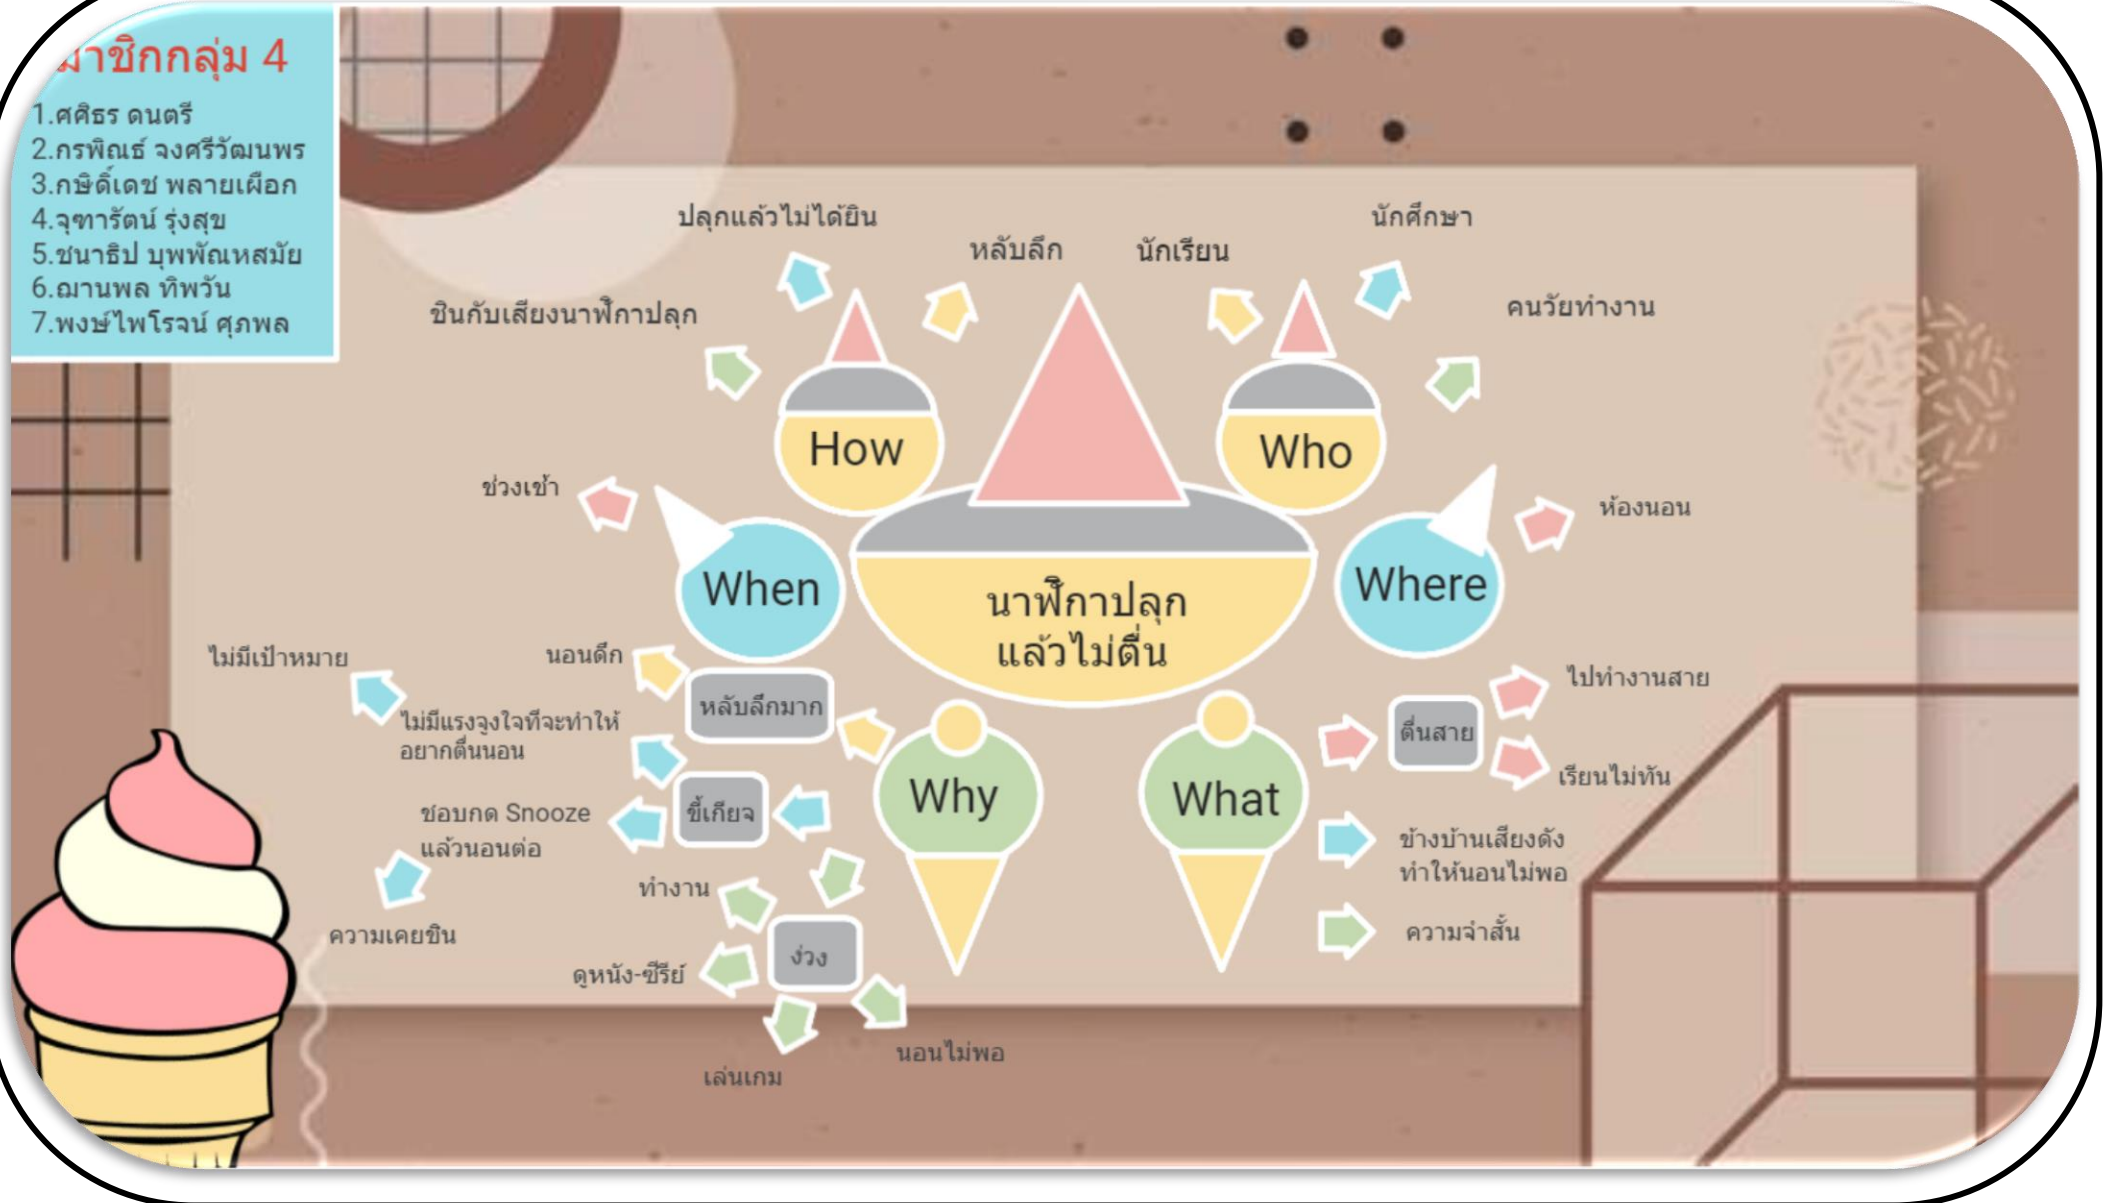 มาชิกกลุ่ม 4
1.ศศิธร ดนตรี
2.กรพิณธ์ จงศรีวัฒนพร
3.กษิดิ์เดช พลายเผือก
4.จุฑารัตน์ รุ่งสุข
5.ชนาธิป บุพพัณหสมัย
6.ฌานพล ทิพวัน
7.พงษ์ไพโรจน์ ศุภพล
ปลุกแล้วไม่ได้ยิน
หลับลึก
ชินกับเสียงนาฬิกาปลุก
How
นักเรียน
นักศึกษา
คนวัยทำงาน
Who
ช่วงเช้า
When
ห้องนอน
Where
นาฬิกาปลุก
แล้วไม่ตื่น
นอนดึก
หลับลึกมาก
ไม่มีเป้าหมาย
ไม่มีแรงจูงใจที่จะทำให้
อยากตื่นนอน
ขี้เกียจ
ชอบกด Snooze
แล้วนอนต่อ
ความเคยชิน
Why
ทำงาน
ง่วง
ดูหนัง-ซีรีย์
เล่นเกม
นอนไม่พอ
What
ตื่นสาย
ไปทำงานสาย
เรียนไม่ทัน
ข้างบ้านเสียงดัง
ทำให้นอนไม่พอ
ความจำสั้น